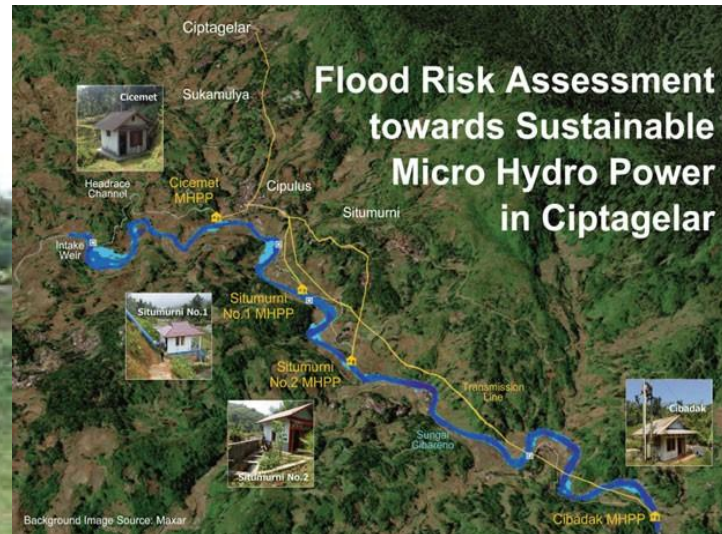 Ciptagelar
Flood Risk Assessment
towards Sustainable
Micro Hydro Power
in Ciptagelar
Cicemet
Sukamulya
Headrace
Channel
Cicemet
MHPP
Cipulus
Situmurni
Intake
Weir
Situmurni No.1
Situmurni
No.1 MHPP
Situmurni
No.2 MHPP
Transmission
Line
Situmurni No.2
Sungai
Cibareno
Cibadak
Cibadak MHPP
Background Image Source: Maxar